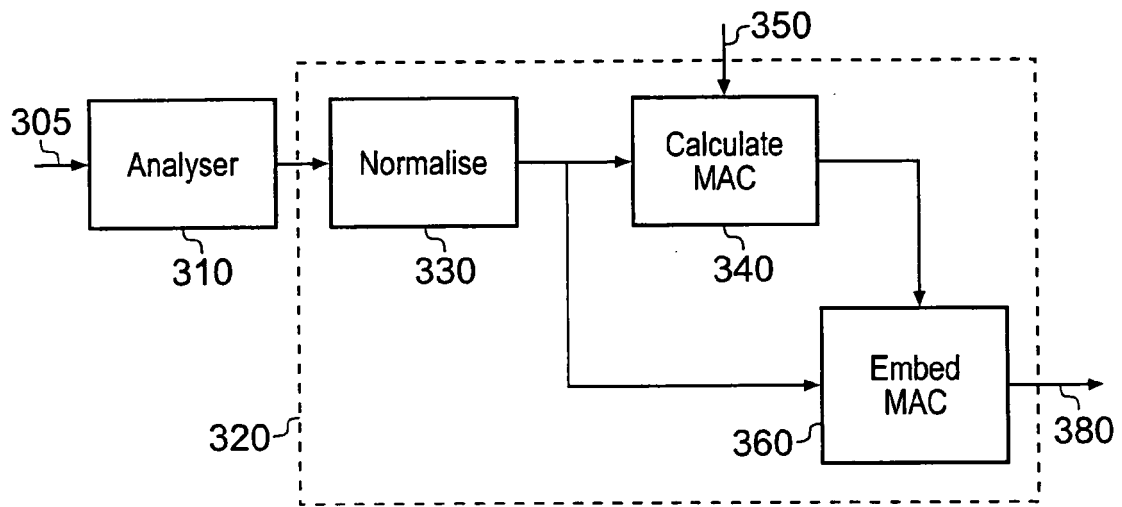 350
305
Analyser
Normalise
Calculate
MAC
310
330
340
Embed
MAC
320
360
380